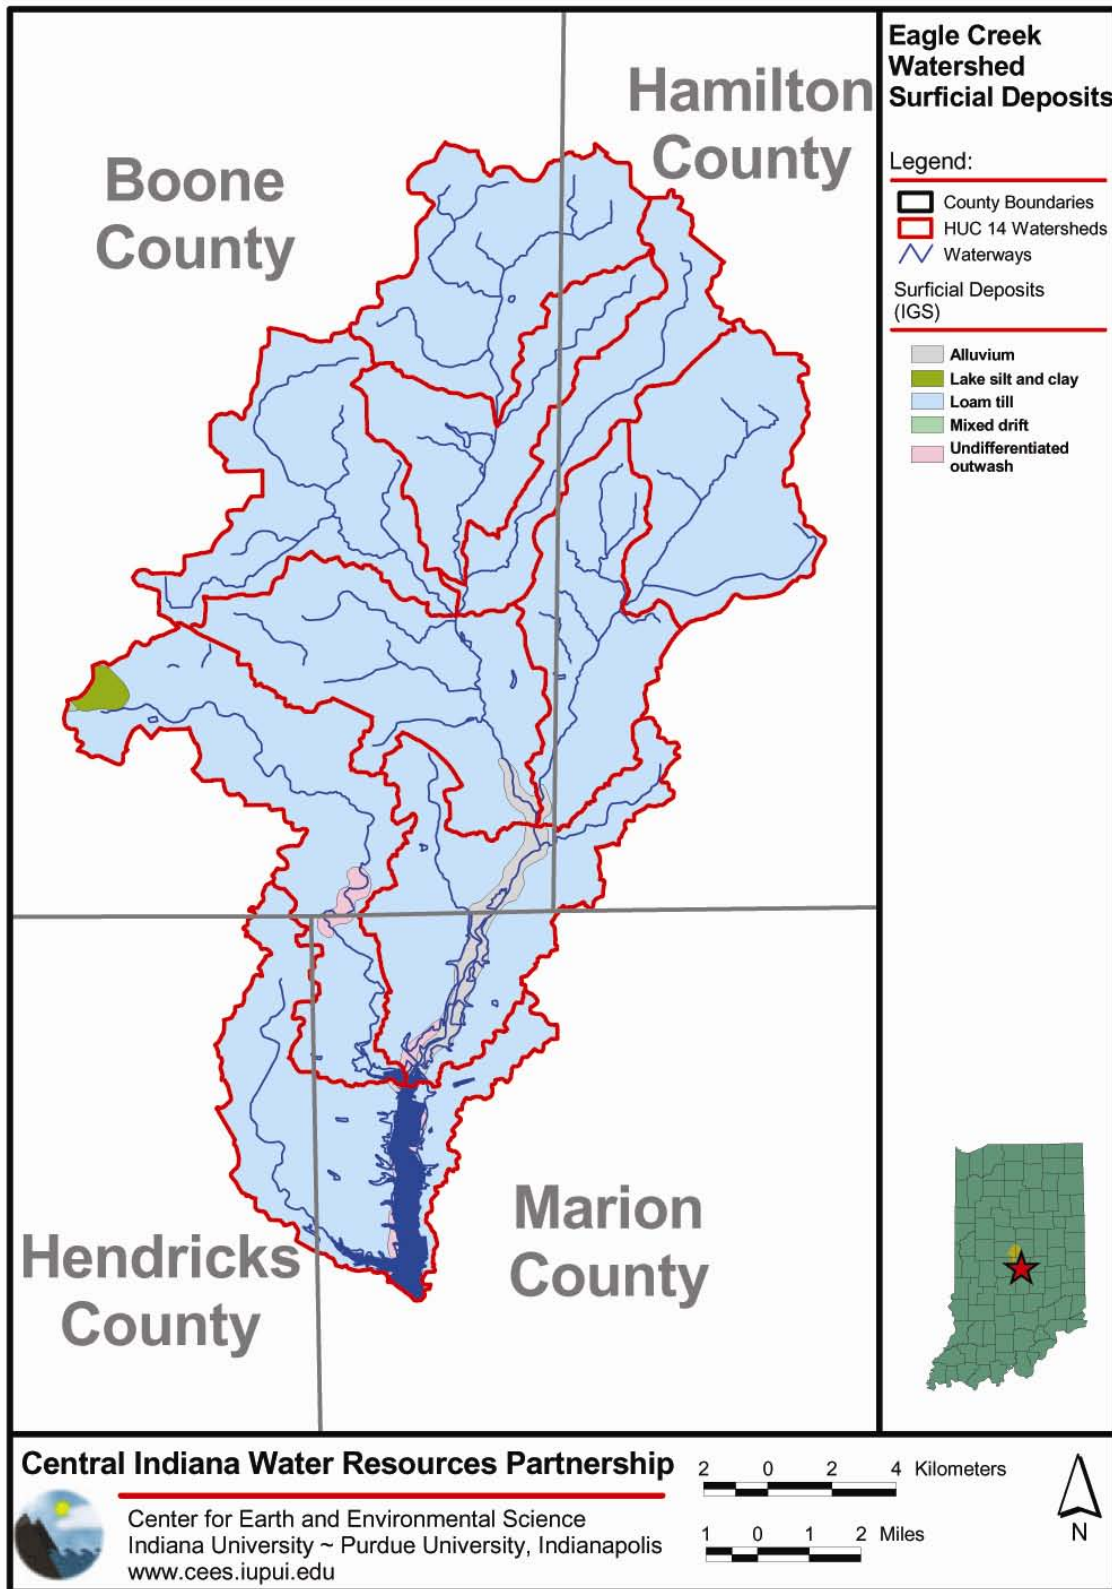 Eagle Creek
Watershed
Surficial Deposits
Legend:
County Boundaries
HUC 14 Watersheds
Waterways
Surficial Deposits
(IGS)
Alluvium
Lake silt and clay
Loam till
Mixed drift
Undifferentiated
outwash
Hamilton
County
Boone
County
Marion
County
Hendricks
County
Central Indiana Water Resources Partnership
Center for Earth and Environmental Science
Indiana University ~ Purdue University, Indianapolis
www.cees.iupui.edu
2 0 2 4 Kilometers
1 0 1 2 Miles
N